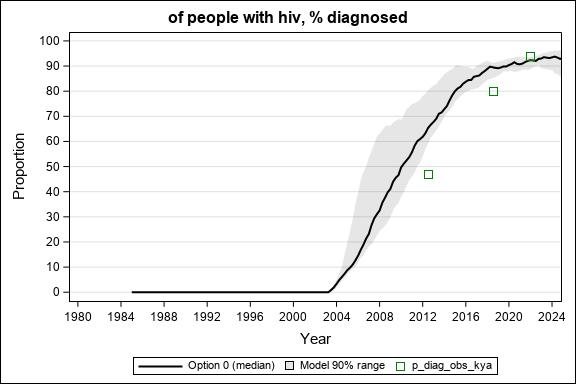 of people with hiv, % diagnosed
100
90
80
70
60
50
40
30
20
10
0
Proportion
1980 1984 1988 1992 1996 2000 2004 2008 2012 2016 2020 2024
Year
Option 0 (median) Model 90% range p_diag_obs_kya